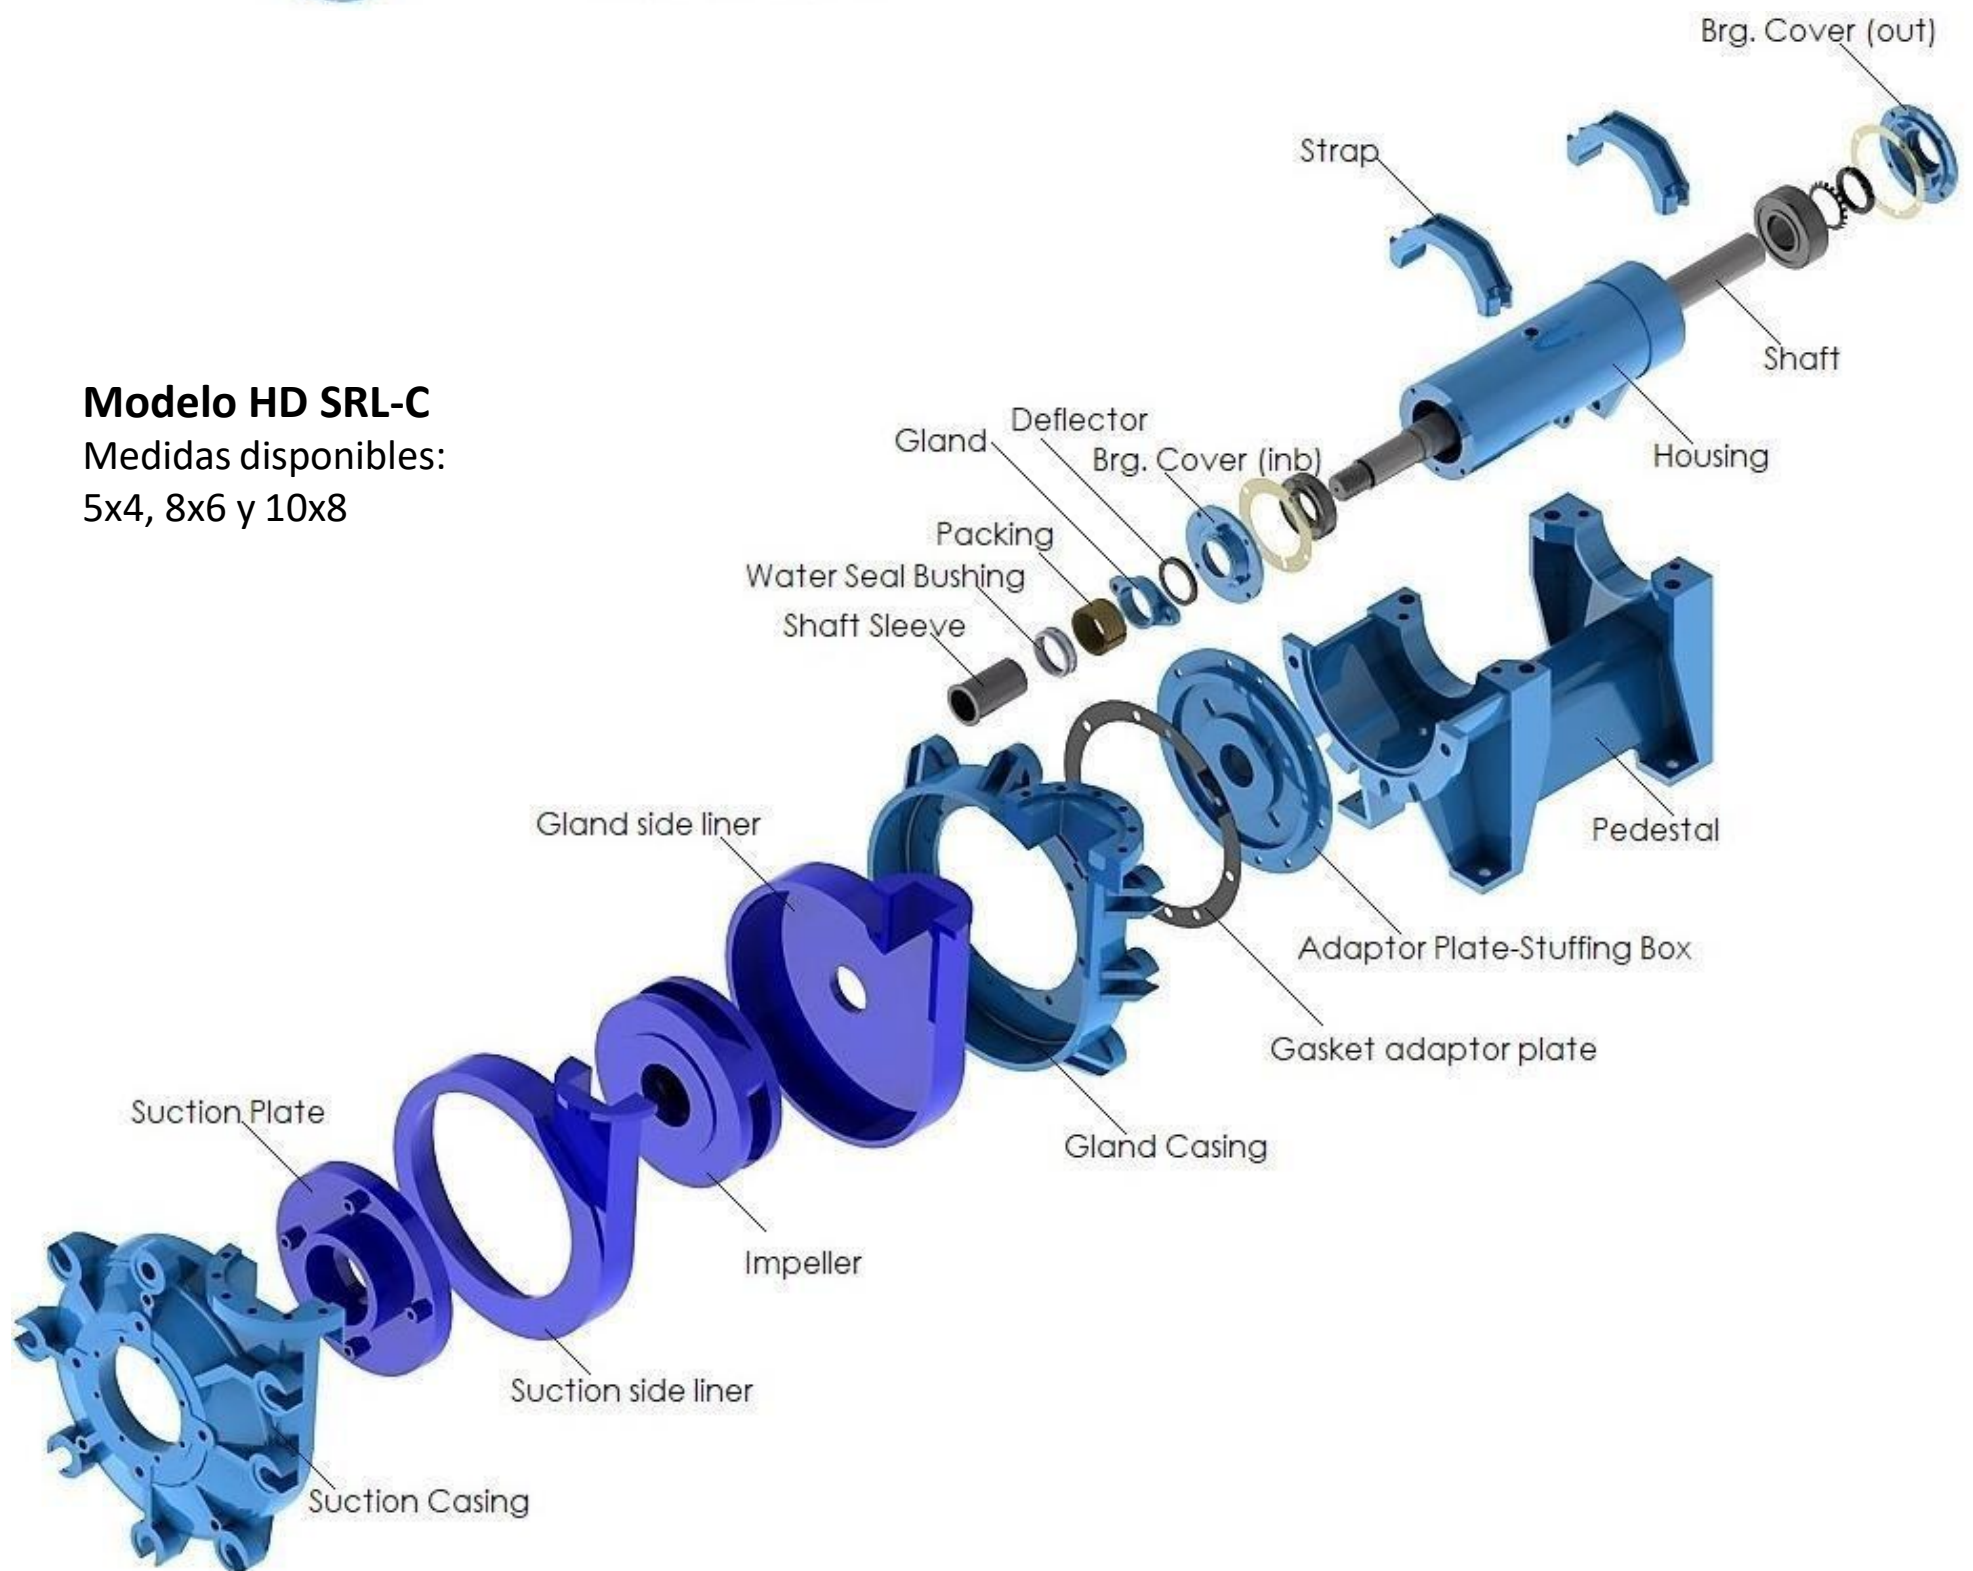 Brg. Cover (out)
Strap
Shaft
Modelo HD SRL-C
Medidas disponibles:
5x4, 8x6 y 10x8
Deflector
Gland
Brg. Cover (inb)
Housing
Packing
Water Seal Bushing
Shaft Sleeve
Gland side liner
Pedestal
Adaptor Plate-Stuffing Box
Gasket adaptor plate
Suction Plate
Gland Casing
Impeller
Suction side liner
Suction Casing